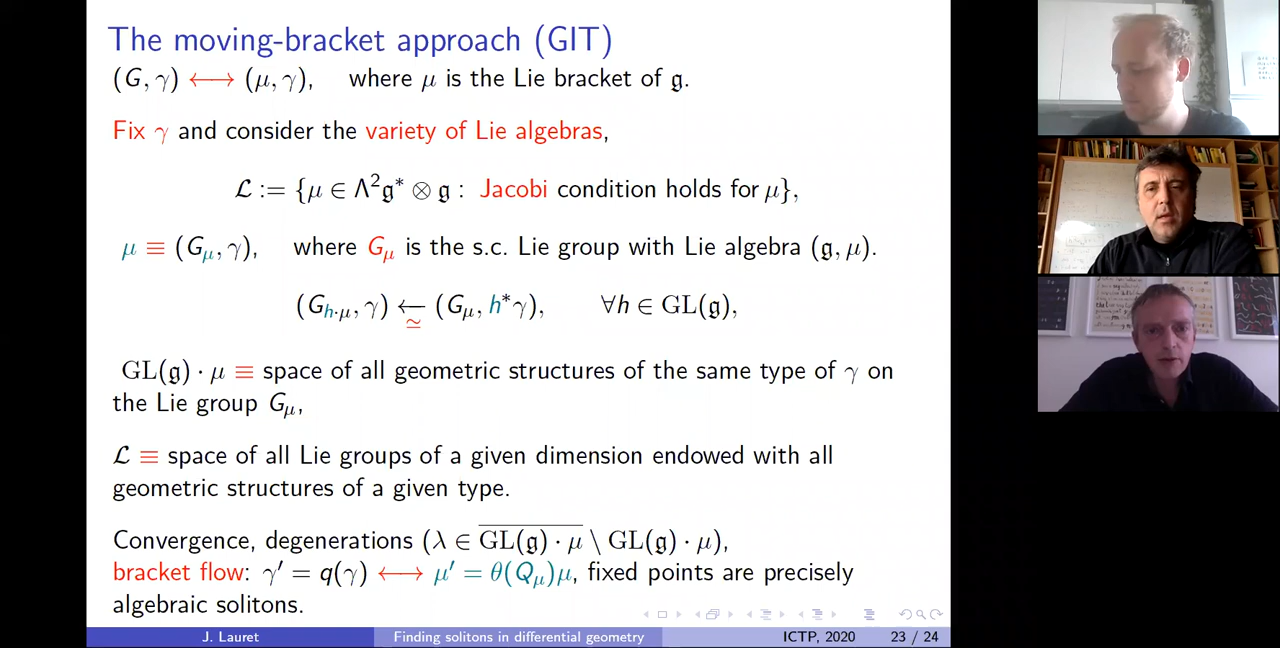 The moving-bracket approach (GIT)
(G, γ) ⟷ (μ, γ), where μ is the Lie bracket of 𝔤.
Fix γ and consider the variety of Lie algebras,
ℒ := {μ ∈ Λ²𝔤* ⊗ 𝔤 : Jacobi condition holds for μ},
μ ≡ (G_μ, γ), where G_μ is the s.c. Lie group with Lie algebra (𝔤, μ).
(G_{h·μ}, γ) ←_≃ (G_μ, h*γ), ∀h ∈ GL(𝔤),
GL(𝔤) · μ ≡ space of all geometric structures of the same type of γ on
the Lie group G_μ,
ℒ ≡ space of all Lie groups of a given dimension endowed with all
geometric structures of a given type.
Convergence, degenerations (λ ∈ \overline{GL(𝔤) · μ} \ GL(𝔤) · μ),
bracket flow: γ′ = q(γ) ⟷ μ′ = θ(Q_μ)μ, fixed points are precisely
algebraic solitons.
J. Lauret Finding solitons in differential geometry ICTP, 2020 23 / 24